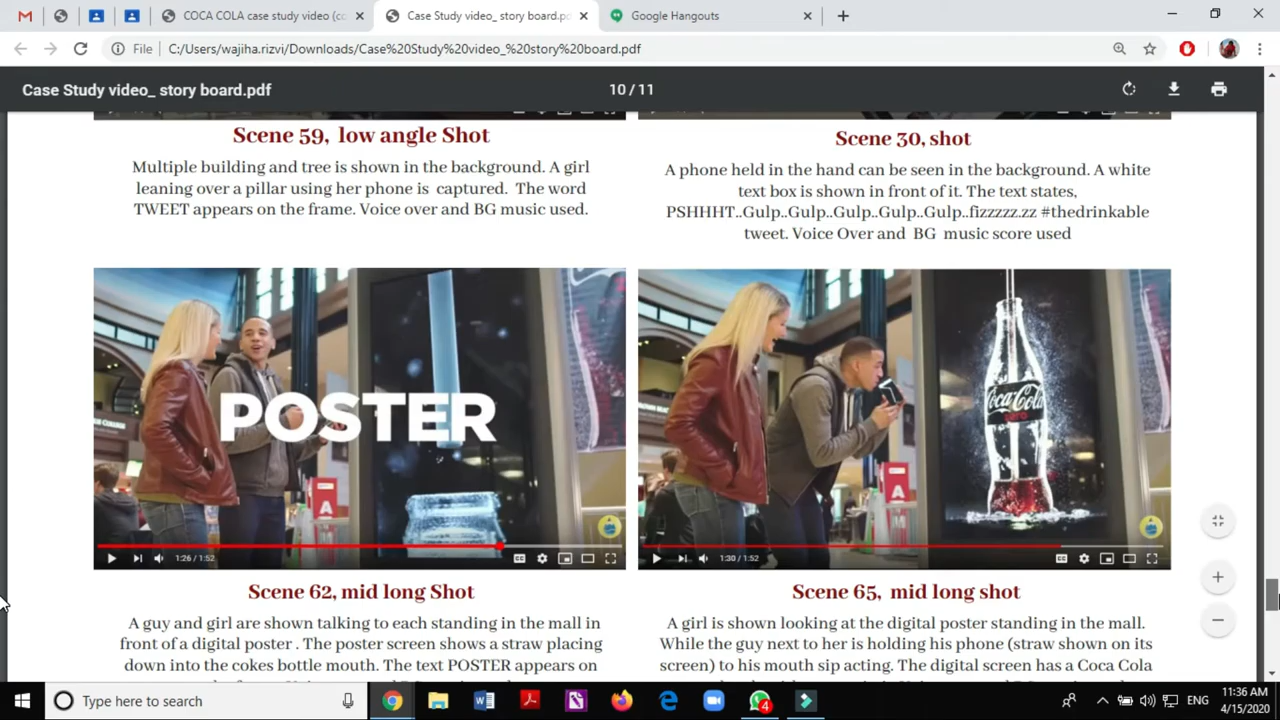 COCA COLA case study video (co
Case Study video_ story board.pd
Google Hangouts
File
C:/Users/wajiha.rizvi/Downloads/Case%20Study%20video_%20story%20board.pdf
Case Study video_ story board.pdf
10 / 11
Scene 59, low angle Shot
Multiple building and tree is shown in the background. A girl
leaning over a pillar using her phone is captured. The word
TWEET appears on the frame. Voice over and BG music used.
Scene 30, shot
A phone held in the hand can be seen in the background. A white
text box is shown in front of it. The text states,
PSHHHT..Gulp..Gulp..Gulp..Gulp..Gulp..fizzzzz.zz #thedrinkable
tweet. Voice Over and BG music score used
POSTER
A
1:26 / 1:52
Coca-Cola
zero
A
1:30 / 1:52
Scene 62, mid long Shot
A guy and girl are shown talking to each standing in the mall in
front of a digital poster . The poster screen shows a straw placing
down into the cokes bottle mouth. The text POSTER appears on
Scene 65, mid long shot
A girl is shown looking at the digital poster standing in the mall.
While the guy next to her is holding his phone (straw shown on its
screen) to his mouth sip acting. The digital screen has a Coca Cola
Type here to search
4
ENG
11:36 AM
4/15/2020